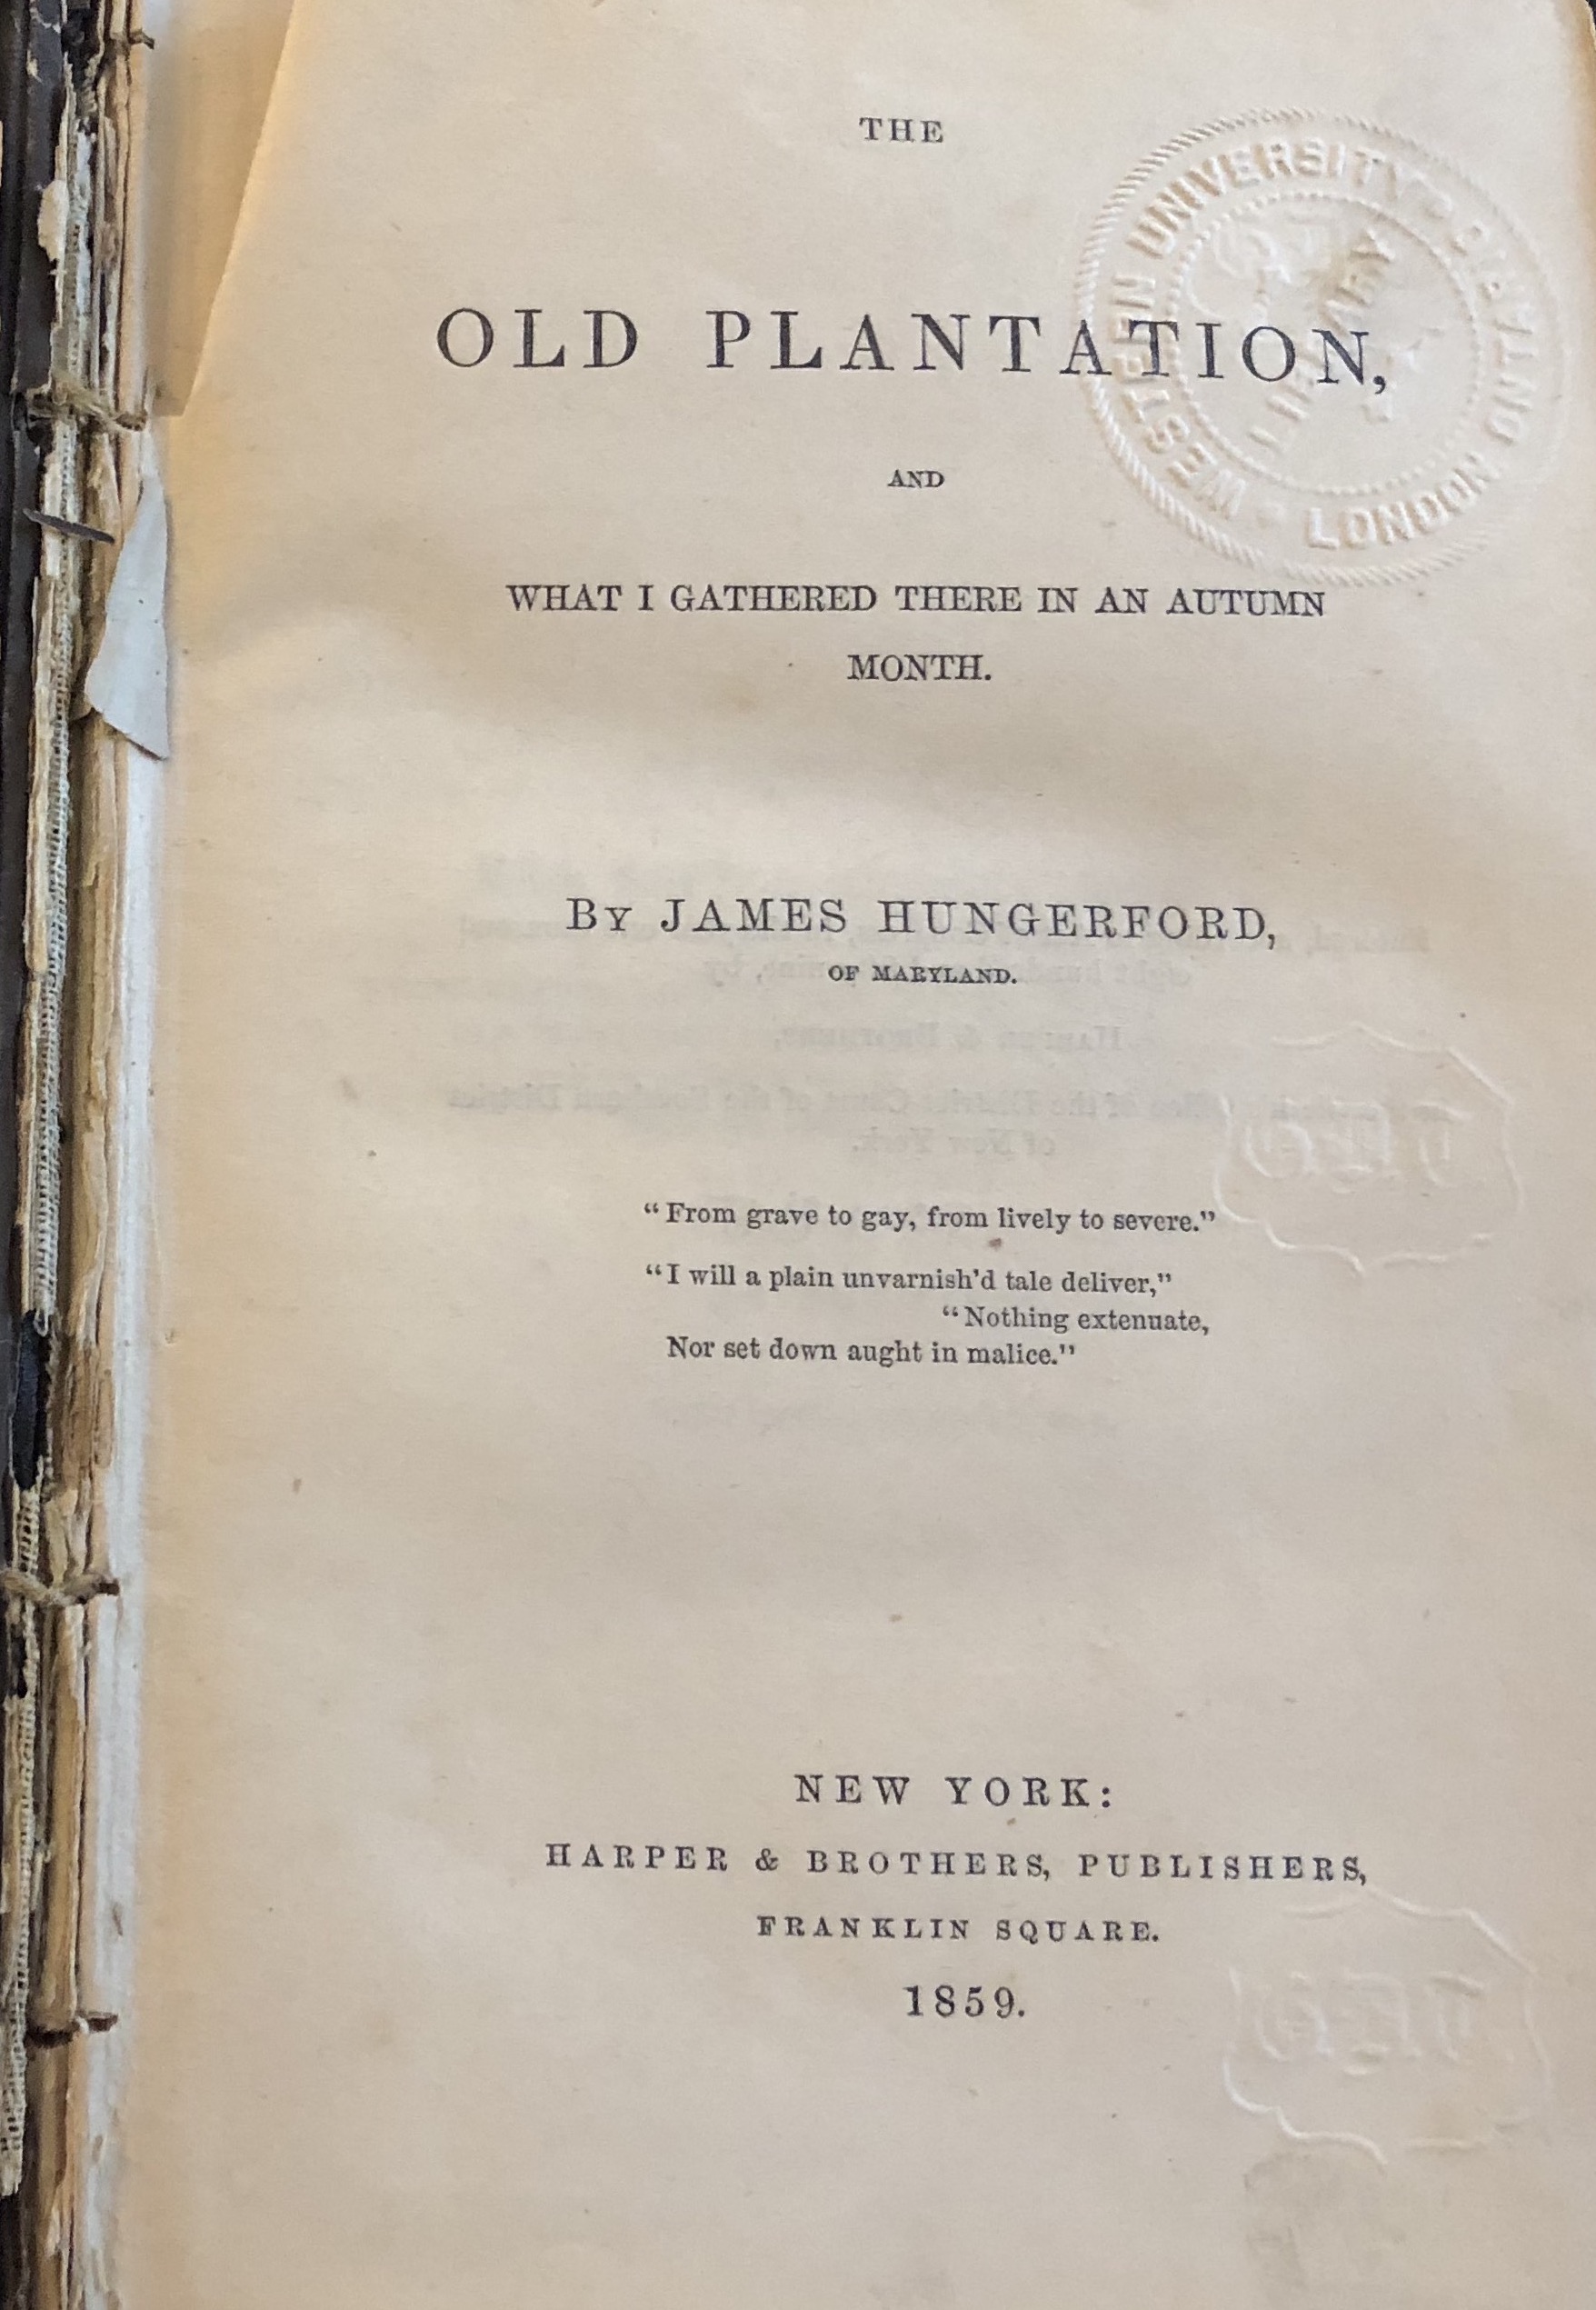 THE
OLD PLANTATION,
AND
WHAT I GATHERED THERE IN AN AUTUMN
MONTH.
BY JAMES HUNGERFORD,
OF MARYLAND.
"From grave to gay, from lively to severe."
"I will a plain unvarnish'd tale deliver,"
"Nothing extenuate,
Nor set down aught in malice."
NEW YORK:
HARPER & BROTHERS, PUBLISHERS,
FRANKLIN SQUARE.
1859.
WESTERN UNIVERSITY
LONDON ONTARIO
LIBRARY